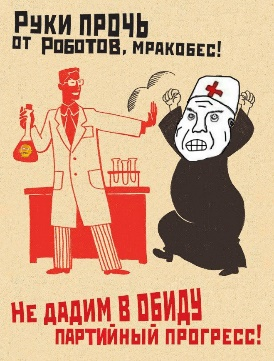 Руки прочь
от роботов, мракобес!
Не дадим в обиду
партийный прогресс!